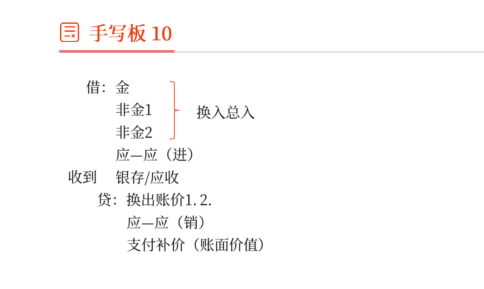 手写板 10
借：金
非金1
换入总入
非金2
应—应（进）
收到 银存/应收
贷：换出账价1. 2.
应—应（销）
支付补价（账面价值）